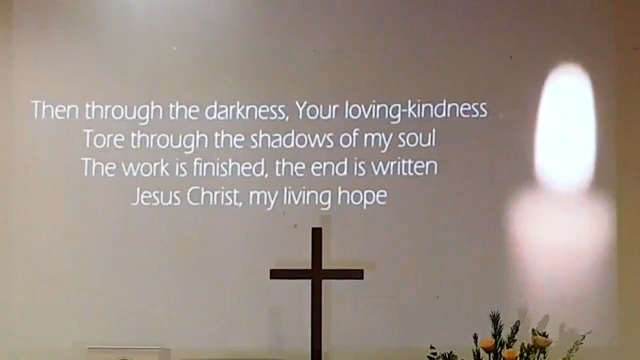 Then through the darkness, Your loving-kindness
Tore through the shadows of my soul
The work is finished, the end is written
Jesus Christ, my living hope